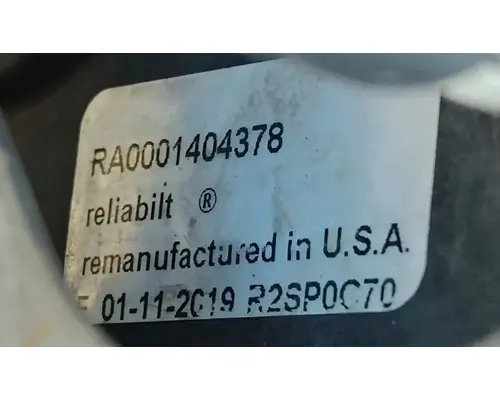 RA0001404378
reliabilt ®
remanufactured in U.S.A.
01-11-2019 R2SP0C70